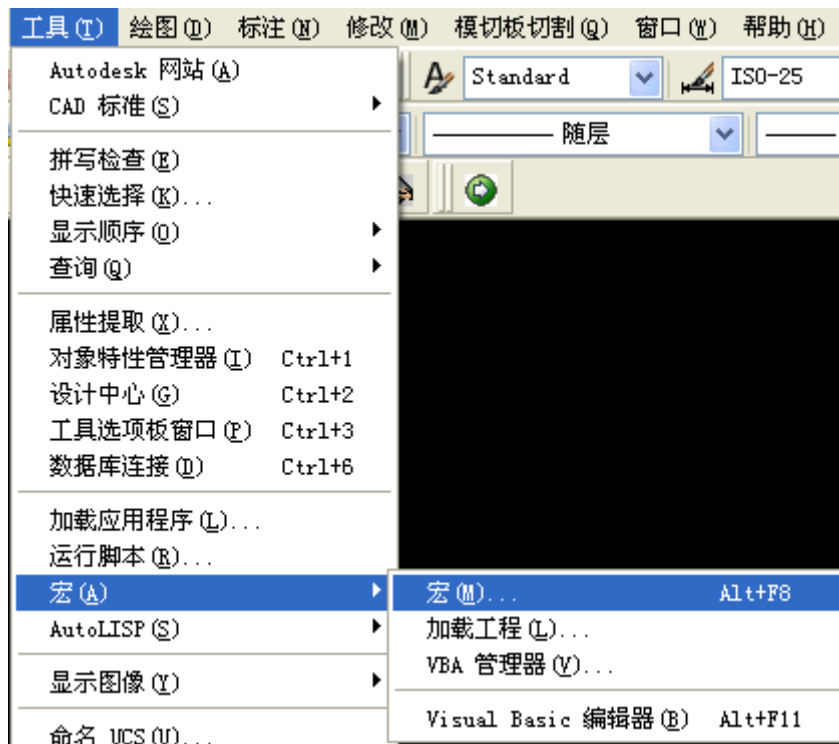 工具(T) 绘图(D) 标注(N) 修改(M) 模切板切割(Q) 窗口(W) 帮助(H)
Standard ISO-25
随层
Autodesk 网站(A)
CAD 标准(S)
拼写检查(E)
快速选择(K)...
显示顺序(O)
查询(Q)
属性提取(X)...
对象特性管理器(I) Ctrl+1
设计中心(G) Ctrl+2
工具选项板窗口(P) Ctrl+3
数据库连接(D) Ctrl+6
加载应用程序(L)...
运行脚本(R)...
宏(A)
宏(M)... Alt+F8
AutoLISP(S)
加载工程(L)...
VBA 管理器(V)...
显示图像(Y)
Visual Basic 编辑器(B) Alt+F11
命名 UCS(U)...